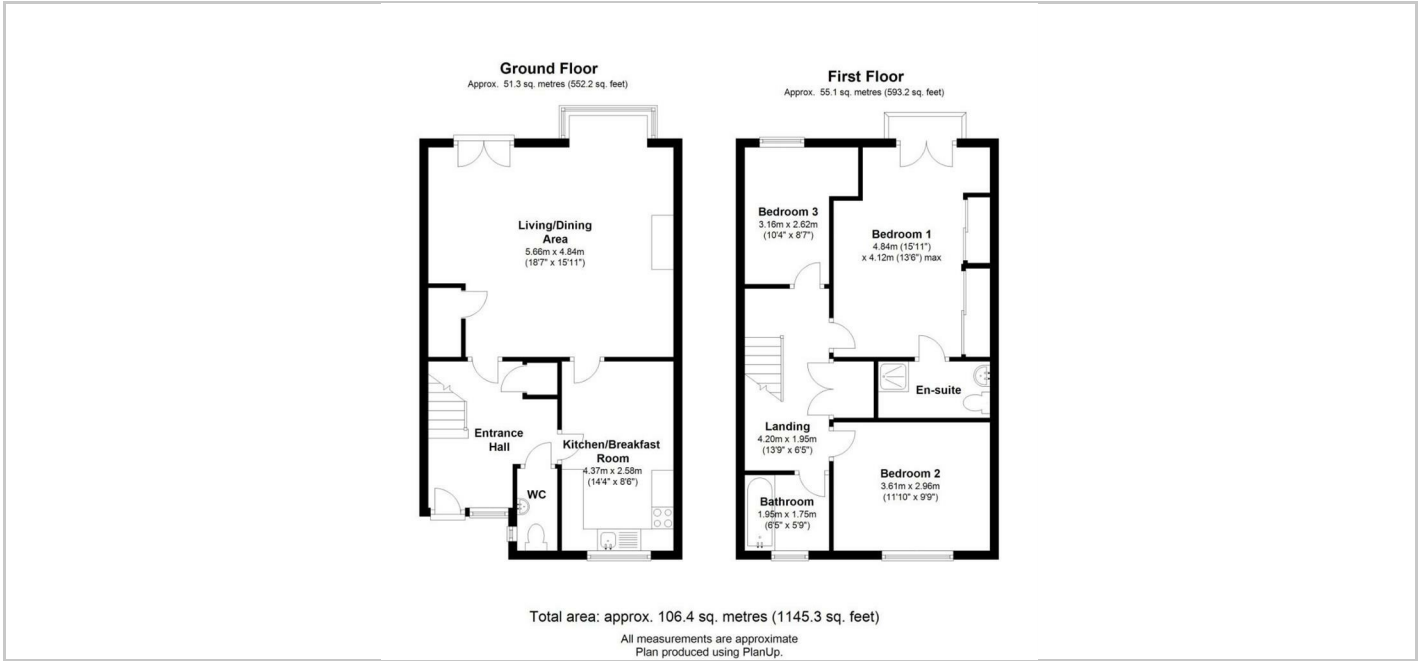 Ground Floor
Approx. 51.3 sq. metres (552.2 sq. feet)
Living/Dining
Area
5.66m x 4.84m
(18'7" x 15'11")
Entrance
Hall
Kitchen/Breakfast
Room
4.37m x 2.58m
(14'4" x 8'6")
WC
First Floor
Approx. 55.1 sq. metres (593.2 sq. feet)
Bedroom 3
3.16m x 2.62m
(10'4" x 8'7")
Bedroom 1
4.84m (15'11")
x 4.12m (13'6") max
En-suite
Landing
4.20m x 1.95m
(13'9" x 6'5")
Bedroom 2
3.61m x 2.96m
(11'10" x 9'9")
Bathroom
1.95m x 1.75m
(6'5" x 5'9")
Total area: approx. 106.4 sq. metres (1145.3 sq. feet)
All measurements are approximate
Plan produced using PlanUp.